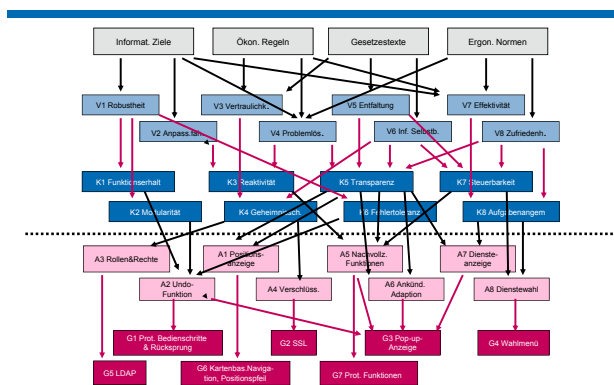 Informat. Ziele
Ökon. Regeln
Gesetzestexte
Ergon. Normen
V1 Robustheit
V3 Vertraulichk.
V5 Entfaltung
V7 Effektivität
V2 Anpass.fäh.
V4 Problemlös.
V6 Inf. Selbstb.
V8 Zufriedenh.
K1 Funktionserhalt
K3 Reaktivität
K5 Transparenz
K7 Steuerbarkeit
K2 Modularität
K4 Geheimnissch.
K6 Fehlertoleranz
K8 Aufgabenangem
A3 Rollen&Rechte
A1 Positions-
anzeige
A5 Nachvollz.
Funktionen
A7 Dienste-
anzeige
A2 Undo-
Funktion
A4 Verschlüss.
A6 Ankünd.
Adaption
A8 Dienstewahl
G1 Prot. Bedienschritte
& Rücksprung
G2 SSL
G3 Pop-up-
Anzeige
G4 Wahlmenü
G5 LDAP
G6 Kartenbas.Naviga-
tion, Positionspfeil
G7 Prot. Funktionen